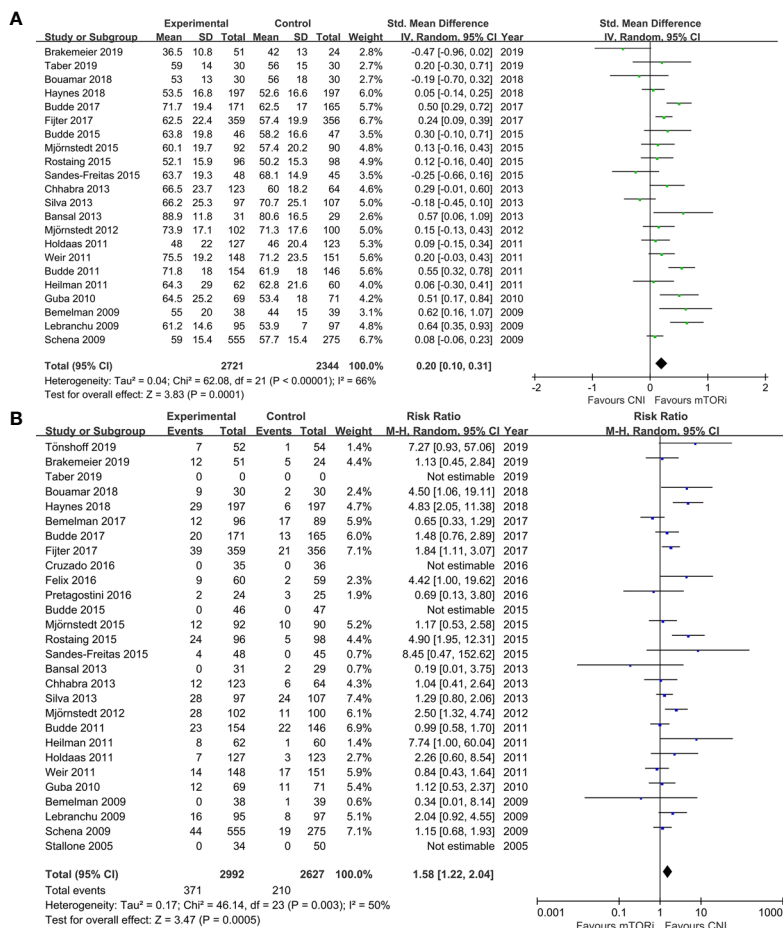 A
Experimental Control Std. Mean Difference Std. Mean Difference
Study or Subgroup Mean SD Total Mean SD Total Weight IV, Random, 95% CI Year IV, Random, 95% CI
Brakemeier 2019 36.5 10.8 51 42 13 24 2.8% -0.47 [-0.96, 0.02] 2019
Taber 2019 59 14 30 56 15 30 2.7% 0.20 [-0.30, 0.71] 2019
Bouamar 2018 53 13 30 56 18 30 2.7% -0.19 [-0.70, 0.32] 2018
Haynes 2018 53.5 16.8 197 52.6 16.6 197 6.6% 0.05 [-0.14, 0.25] 2018
Budde 2017 71.7 19.4 171 62.5 17 165 6.2% 0.50 [0.29, 0.72] 2017
Fijter 2017 62.5 22.4 359 57.4 19.9 356 7.5% 0.24 [0.09, 0.39] 2017
Budde 2015 63.8 19.8 46 58.2 16.6 47 3.6% 0.30 [-0.10, 0.71] 2015
Mjörnstedt 2015 60.1 19.7 92 57.4 20.2 90 5.0% 0.13 [-0.16, 0.43] 2015
Rostaing 2015 52.1 15.9 96 50.2 15.3 98 5.2% 0.12 [-0.16, 0.40] 2015
Sandes-Freitas 2015 63.7 19.3 48 68.1 14.9 45 3.6% -0.25 [-0.66, 0.16] 2015
Chhabra 2013 66.5 23.7 123 60 18.2 64 4.8% 0.29 [-0.01, 0.60] 2013
Silva 2013 66.2 25.3 97 70.7 25.1 107 5.3% -0.18 [-0.45, 0.10] 2013
Bansal 2013 88.9 11.8 31 80.6 16.5 29 2.6% 0.57 [0.06, 1.09] 2013
Mjörnstedt 2012 73.9 17.1 102 71.3 17.6 100 5.2% 0.15 [-0.13, 0.43] 2012
Holdaas 2011 48 22 127 46 20.4 123 5.7% 0.09 [-0.15, 0.34] 2011
Weir 2011 75.5 19.2 148 71.2 23.5 151 6.0% 0.20 [-0.03, 0.43] 2011
Budde 2011 71.8 18 154 61.9 18 146 6.0% 0.55 [0.32, 0.78] 2011
Heilman 2011 64.3 29 62 62.8 21.6 60 4.2% 0.06 [-0.30, 0.41] 2011
Guba 2010 64.5 25.2 69 53.4 18 71 4.4% 0.51 [0.17, 0.84] 2010
Bemelman 2009 55 20 38 44 15 39 3.1% 0.62 [0.16, 1.07] 2009
Lebranchu 2009 61.2 14.6 95 53.9 7 97 5.0% 0.64 [0.35, 0.93] 2009
Schena 2009 59 15.4 555 57.7 15.4 275 7.5% 0.08 [-0.06, 0.23] 2009
Total (95% CI) 2721 2344 100.0% 0.20 [0.10, 0.31]
Heterogeneity: Tau² = 0.04; Chi² = 62.08, df = 21 (P < 0.00001); I² = 66%
Test for overall effect: Z = 3.83 (P = 0.0001)
-2 -1 0 1 2
Favours CNI Favours mTORi
B
Experimental Control Risk Ratio Risk Ratio
Study or Subgroup Events Total Events Total Weight M-H, Random, 95% CI Year M-H, Random, 95% CI
Tönshoff 2019 7 52 1 54 1.4% 7.27 [0.93, 57.06] 2019
Brakemeier 2019 12 51 5 24 4.4% 1.13 [0.45, 2.84] 2019
Taber 2019 0 0 0 0 Not estimable 2019
Bouamar 2018 9 30 2 30 2.4% 4.50 [1.06, 19.11] 2018
Haynes 2018 29 197 6 197 4.7% 4.83 [2.05, 11.38] 2018
Bemelman 2017 12 96 17 89 5.7% 0.65 [0.33, 1.29] 2017
Budde 2017 20 171 13 165 5.8% 1.48 [0.76, 2.89] 2017
Fijter 2017 39 359 21 356 7.1% 1.84 [1.11, 3.07] 2017
Cruzado 2016 0 35 0 36 Not estimable 2016
Felix 2016 9 60 2 59 2.3% 4.42 [1.00, 19.62] 2016
Pretagostini 2016 2 24 3 25 1.9% 0.69 [0.13, 3.80] 2016
Budde 2015 0 46 0 47 Not estimable 2015
Mjörnstedt 2015 12 92 10 90 5.2% 1.17 [0.53, 2.58] 2015
Rostaing 2015 24 96 5 98 4.4% 4.90 [1.95, 12.31] 2015
Sandes-Freitas 2015 4 48 0 45 0.7% 8.45 [0.47, 152.62] 2015
Bansal 2013 0 31 2 29 0.7% 0.19 [0.01, 3.75] 2013
Chhabra 2013 12 123 6 64 4.3% 1.04 [0.41, 2.64] 2013
Silva 2013 28 97 24 107 7.4% 1.29 [0.80, 2.06] 2013
Mjörnstedt 2012 28 102 11 100 6.1% 2.50 [1.32, 4.74] 2012
Budde 2011 23 154 22 146 6.9% 0.99 [0.58, 1.70] 2011
Heilman 2011 8 62 1 60 1.4% 7.74 [1.00, 60.04] 2011
Holdaas 2011 7 127 3 123 2.7% 2.26 [0.60, 8.54] 2011
Weir 2011 14 148 17 151 5.8% 0.84 [0.43, 1.64] 2011
Guba 2010 12 69 11 71 5.4% 1.12 [0.53, 2.37] 2010
Bemelman 2009 0 38 1 39 0.6% 0.34 [0.01, 8.14] 2009
Lebranchu 2009 16 95 8 97 5.1% 2.04 [0.92, 4.55] 2009
Schena 2009 44 555 19 275 7.1% 1.15 [0.68, 1.93] 2009
Stallone 2005 0 34 0 50 Not estimable 2005
Total (95% CI) 2992 2627 100.0% 1.58 [1.22, 2.04]
Total events 371 210
Heterogeneity: Tau² = 0.17; Chi² = 46.14, df = 23 (P = 0.003); I² = 50%
Test for overall effect: Z = 3.47 (P = 0.0005)
0.001 0.1 1 10 1000
Favours mTORi Favours CNI